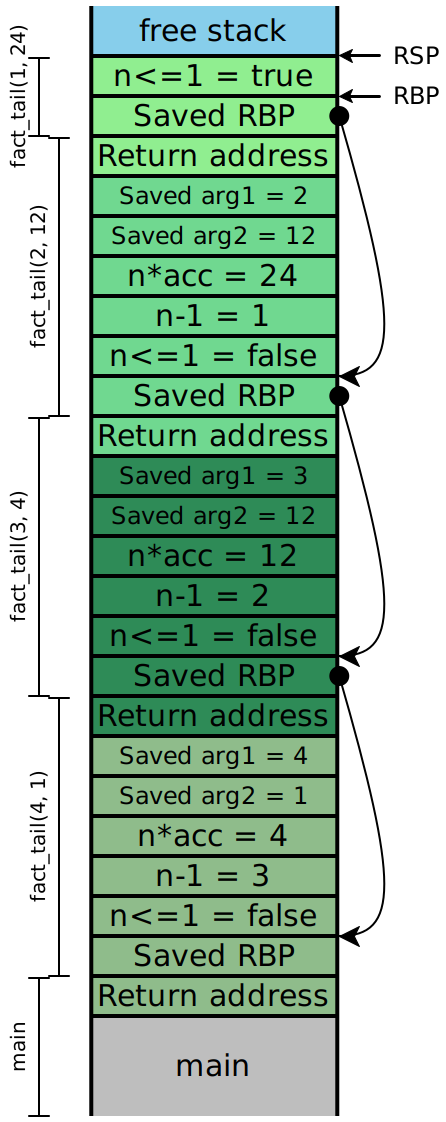 free stack
RSP
n<=1 = true
RBP
Saved RBP
fact_tail(1, 24)
Return address
Saved arg1 = 2
Saved arg2 = 12
n*acc = 24
n-1 = 1
n<=1 = false
Saved RBP
fact_tail(2, 12)
Return address
Saved arg1 = 3
Saved arg2 = 12
n*acc = 12
n-1 = 2
n<=1 = false
Saved RBP
fact_tail(3, 4)
Return address
Saved arg1 = 4
Saved arg2 = 1
n*acc = 4
n-1 = 3
n<=1 = false
Saved RBP
fact_tail(4, 1)
Return address
main
main